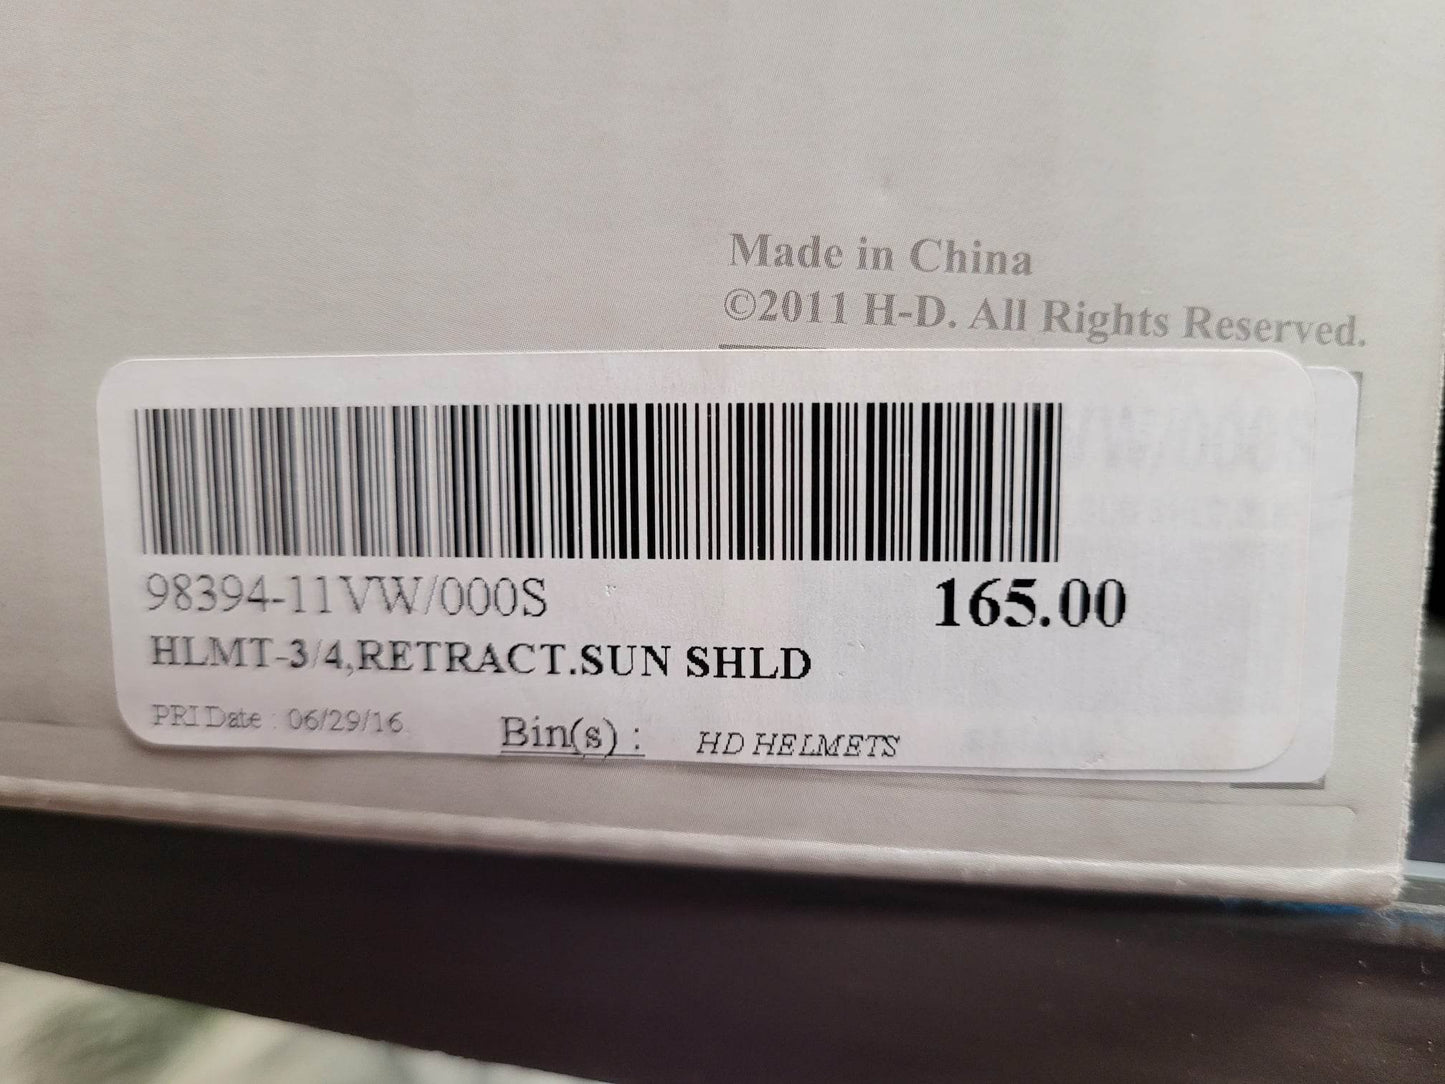 Made in China
©2011 H-D. All Rights Reserved.
98394-11VW/000S 165.00
HLMT-3/4,RETRACT.SUN SHLD
PRI Date : 06/29/16 Bin(s) : HD HELMETS